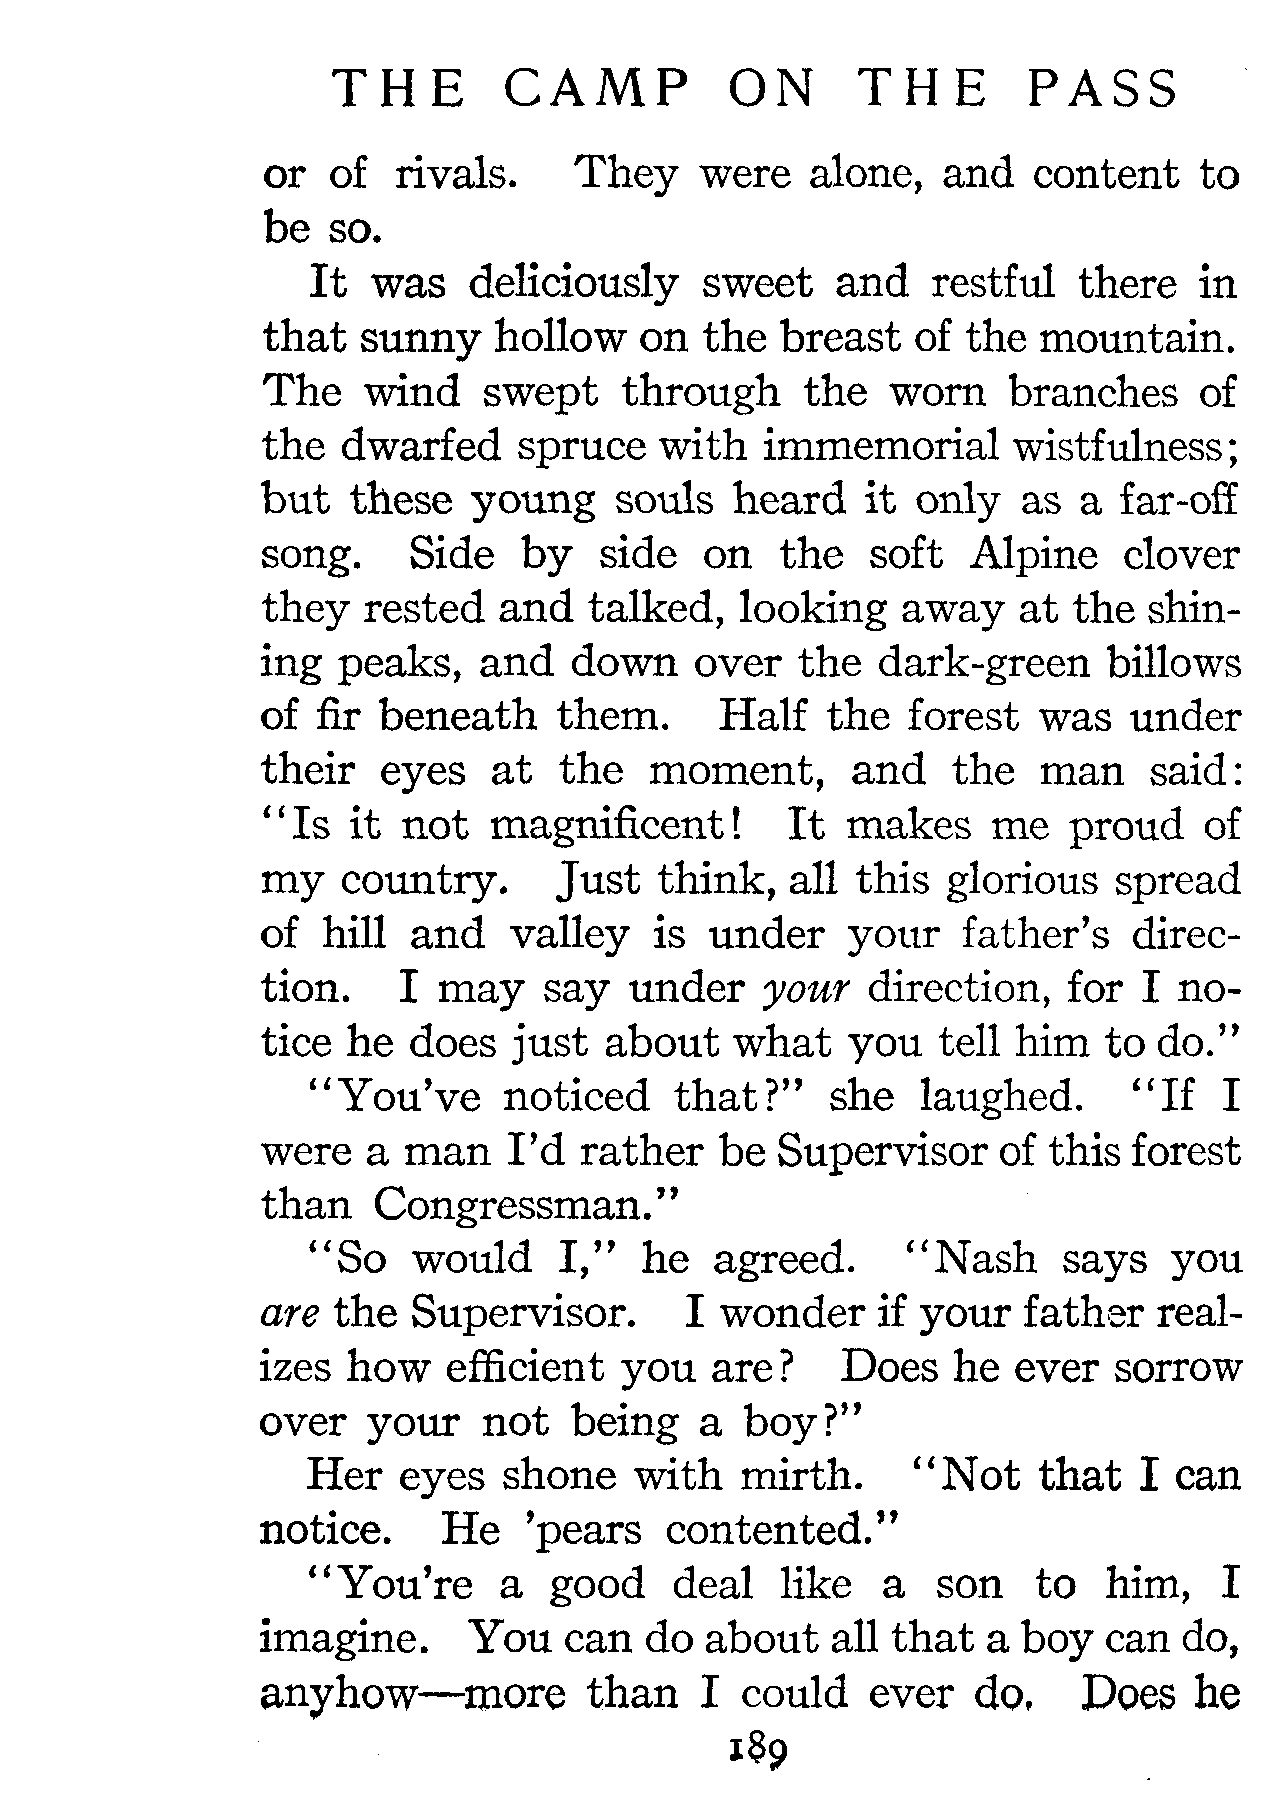 THE CAMP ON THE PASS
or of rivals. They were alone, and content to
be so.
It was deliciously sweet and restful there in
that sunny hollow on the breast of the mountain.
The wind swept through the worn branches of
the dwarfed spruce with immemorial wistfulness;
but these young souls heard it only as a far-off
song. Side by side on the soft Alpine clover
they rested and talked, looking away at the shin-
ing peaks, and down over the dark-green billows
of fir beneath them. Half the forest was under
their eyes at the moment, and the man said:
"Is it not magnificent! It makes me proud of
my country. Just think, all this glorious spread
of hill and valley is under your father's direc-
tion. I may say under your direction, for I no-
tice he does just about what you tell him to do."
"You've noticed that?" she laughed. "If I
were a man I'd rather be Supervisor of this forest
than Congressman."
"So would I," he agreed. "Nash says you
are the Supervisor. I wonder if your father real-
izes how efficient you are? Does he ever sorrow
over your not being a boy?"
Her eyes shone with mirth. "Not that I can
notice. He 'pears contented."
"You're a good deal like a son to him, I
imagine. You can do about all that a boy can do,
anyhow—more than I could ever do. Does he
189